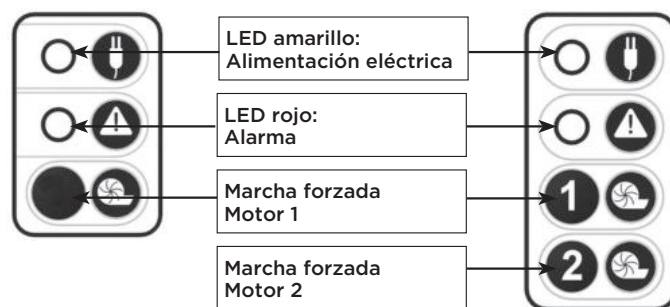 LED amarillo:
Alimentación eléctrica
LED rojo:
Alarma
Marcha forzada
Motor 1
1
Marcha forzada
Motor 2
2